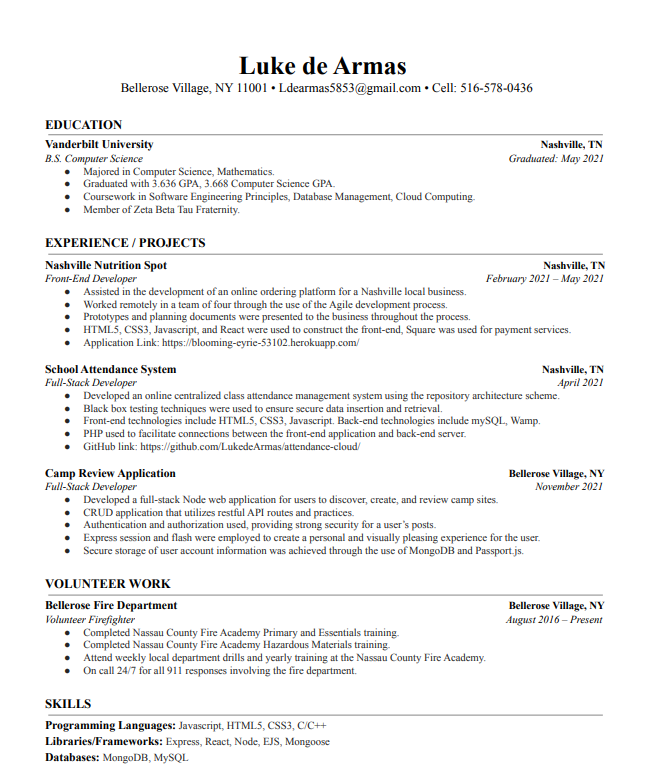 Luke de Armas
Bellerose Village, NY 11001 • Ldearmas5853@gmail.com • Cell: 516-578-0436
EDUCATION
Vanderbilt University Nashville, TN
B.S. Computer Science Graduated: May 2021
● Majored in Computer Science, Mathematics.
● Graduated with 3.636 GPA, 3.668 Computer Science GPA.
● Coursework in Software Engineering Principles, Database Management, Cloud Computing.
● Member of Zeta Beta Tau Fraternity.
EXPERIENCE / PROJECTS
Nashville Nutrition Spot Nashville, TN
Front-End Developer February 2021 – May 2021
● Assisted in the development of an online ordering platform for a Nashville local business.
● Worked remotely in a team of four through the use of the Agile development process.
● Prototypes and planning documents were presented to the business throughout the process.
● HTML5, CSS3, Javascript, and React were used to construct the front-end, Square was used for payment services.
● Application Link: https://blooming-eyrie-53102.herokuapp.com/
School Attendance System Nashville, TN
Full-Stack Developer April 2021
● Developed an online centralized class attendance management system using the repository architecture scheme.
● Black box testing techniques were used to ensure secure data insertion and retrieval.
● Front-end technologies include HTML5, CSS3, Javascript. Back-end technologies include mySQL, Wamp.
● PHP used to facilitate connections between the front-end application and back-end server.
● GitHub link: https://github.com/LukedeArmas/attendance-cloud/
Camp Review Application Bellerose Village, NY
Full-Stack Developer November 2021
● Developed a full-stack Node web application for users to discover, create, and review camp sites.
● CRUD application that utilizes restful API routes and practices.
● Authentication and authorization used, providing strong security for a user’s posts.
● Express session and flash were employed to create a personal and visually pleasing experience for the user.
● Secure storage of user account information was achieved through the use of MongoDB and Passport.js.
VOLUNTEER WORK
Bellerose Fire Department Bellerose Village, NY
Volunteer Firefighter August 2016 – Present
● Completed Nassau County Fire Academy Primary and Essentials training.
● Completed Nassau County Fire Academy Hazardous Materials training.
● Attend weekly local department drills and yearly training at the Nassau County Fire Academy.
● On call 24/7 for all 911 responses involving the fire department.
SKILLS
Programming Languages: Javascript, HTML5, CSS3, C/C++
Libraries/Frameworks: Express, React, Node, EJS, Mongoose
Databases: MongoDB, MySQL